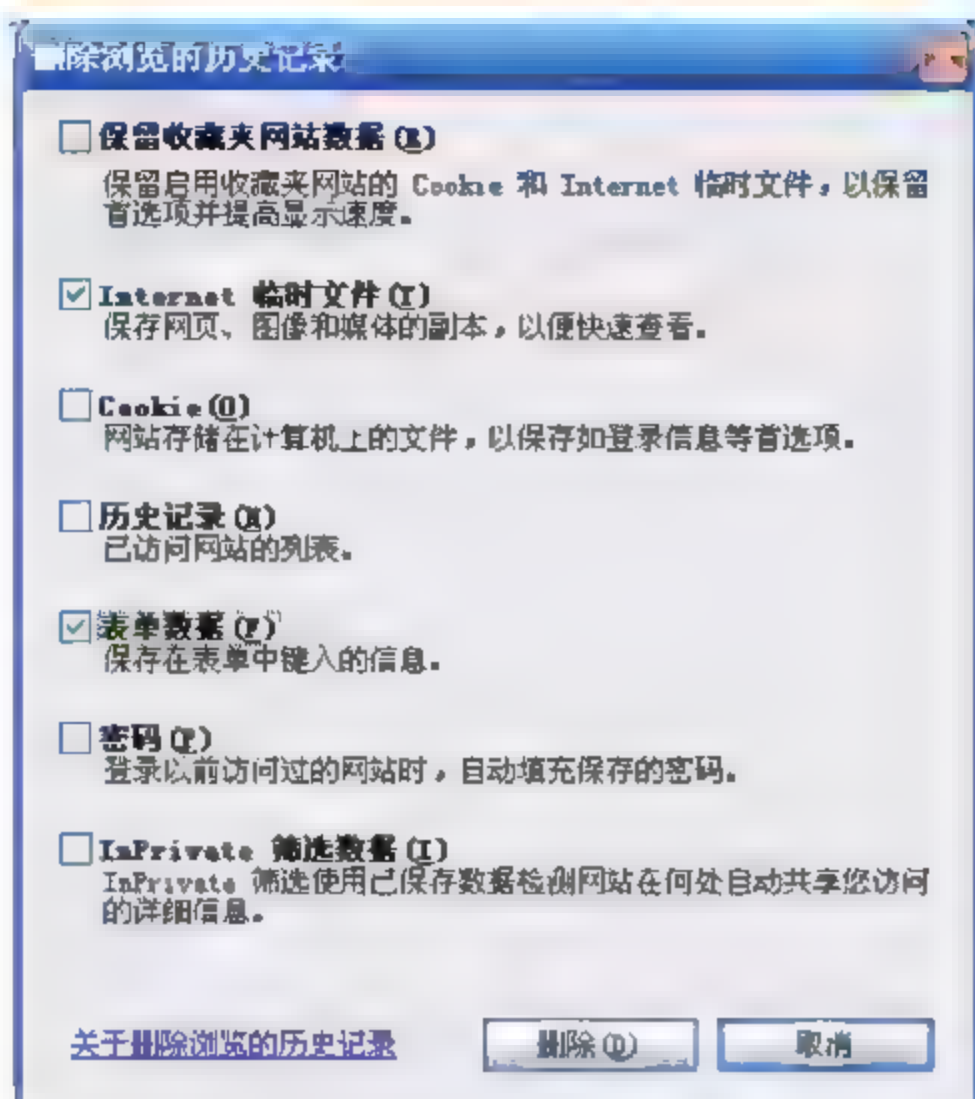 删除浏览的历史记录
保留收藏夹网站数据(R)
保留启用收藏夹网站的 Cookie 和 Internet 临时文件，以保留
首选项并提高显示速度。
Internet 临时文件(T)
保存网页、图像和媒体的副本，以便快速查看。
Cookie(O)
网站存储在计算机上的文件，以保存如登录信息等首选项。
历史记录(H)
已访问网站的列表。
表单数据(F)
保存在表单中键入的信息。
密码(P)
登录以前访问过的网站时，自动填充保存的密码。
InPrivate 筛选数据(I)
InPrivate 筛选使用已保存数据检测网站在何处自动共享您访问
的详细信息。
关于删除浏览的历史记录
删除(D)
取消